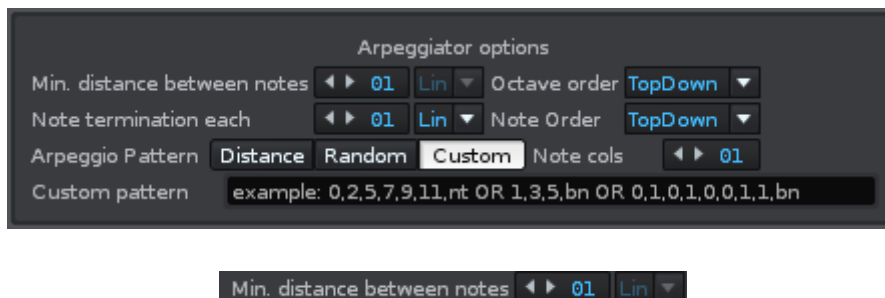 Arpeggiator options
Min. distance between notes 01 Lin Octave order TopDown
Note termination each 01 Lin Note Order TopDown
Arpeggio Pattern Distance Random Custom Note cols 01
Custom pattern example: 0,2,5,7,9,11,nt OR 1,3,5,bn OR 0,1,0,1,0,0,1,1,bn
Min. distance between notes 01 Lin